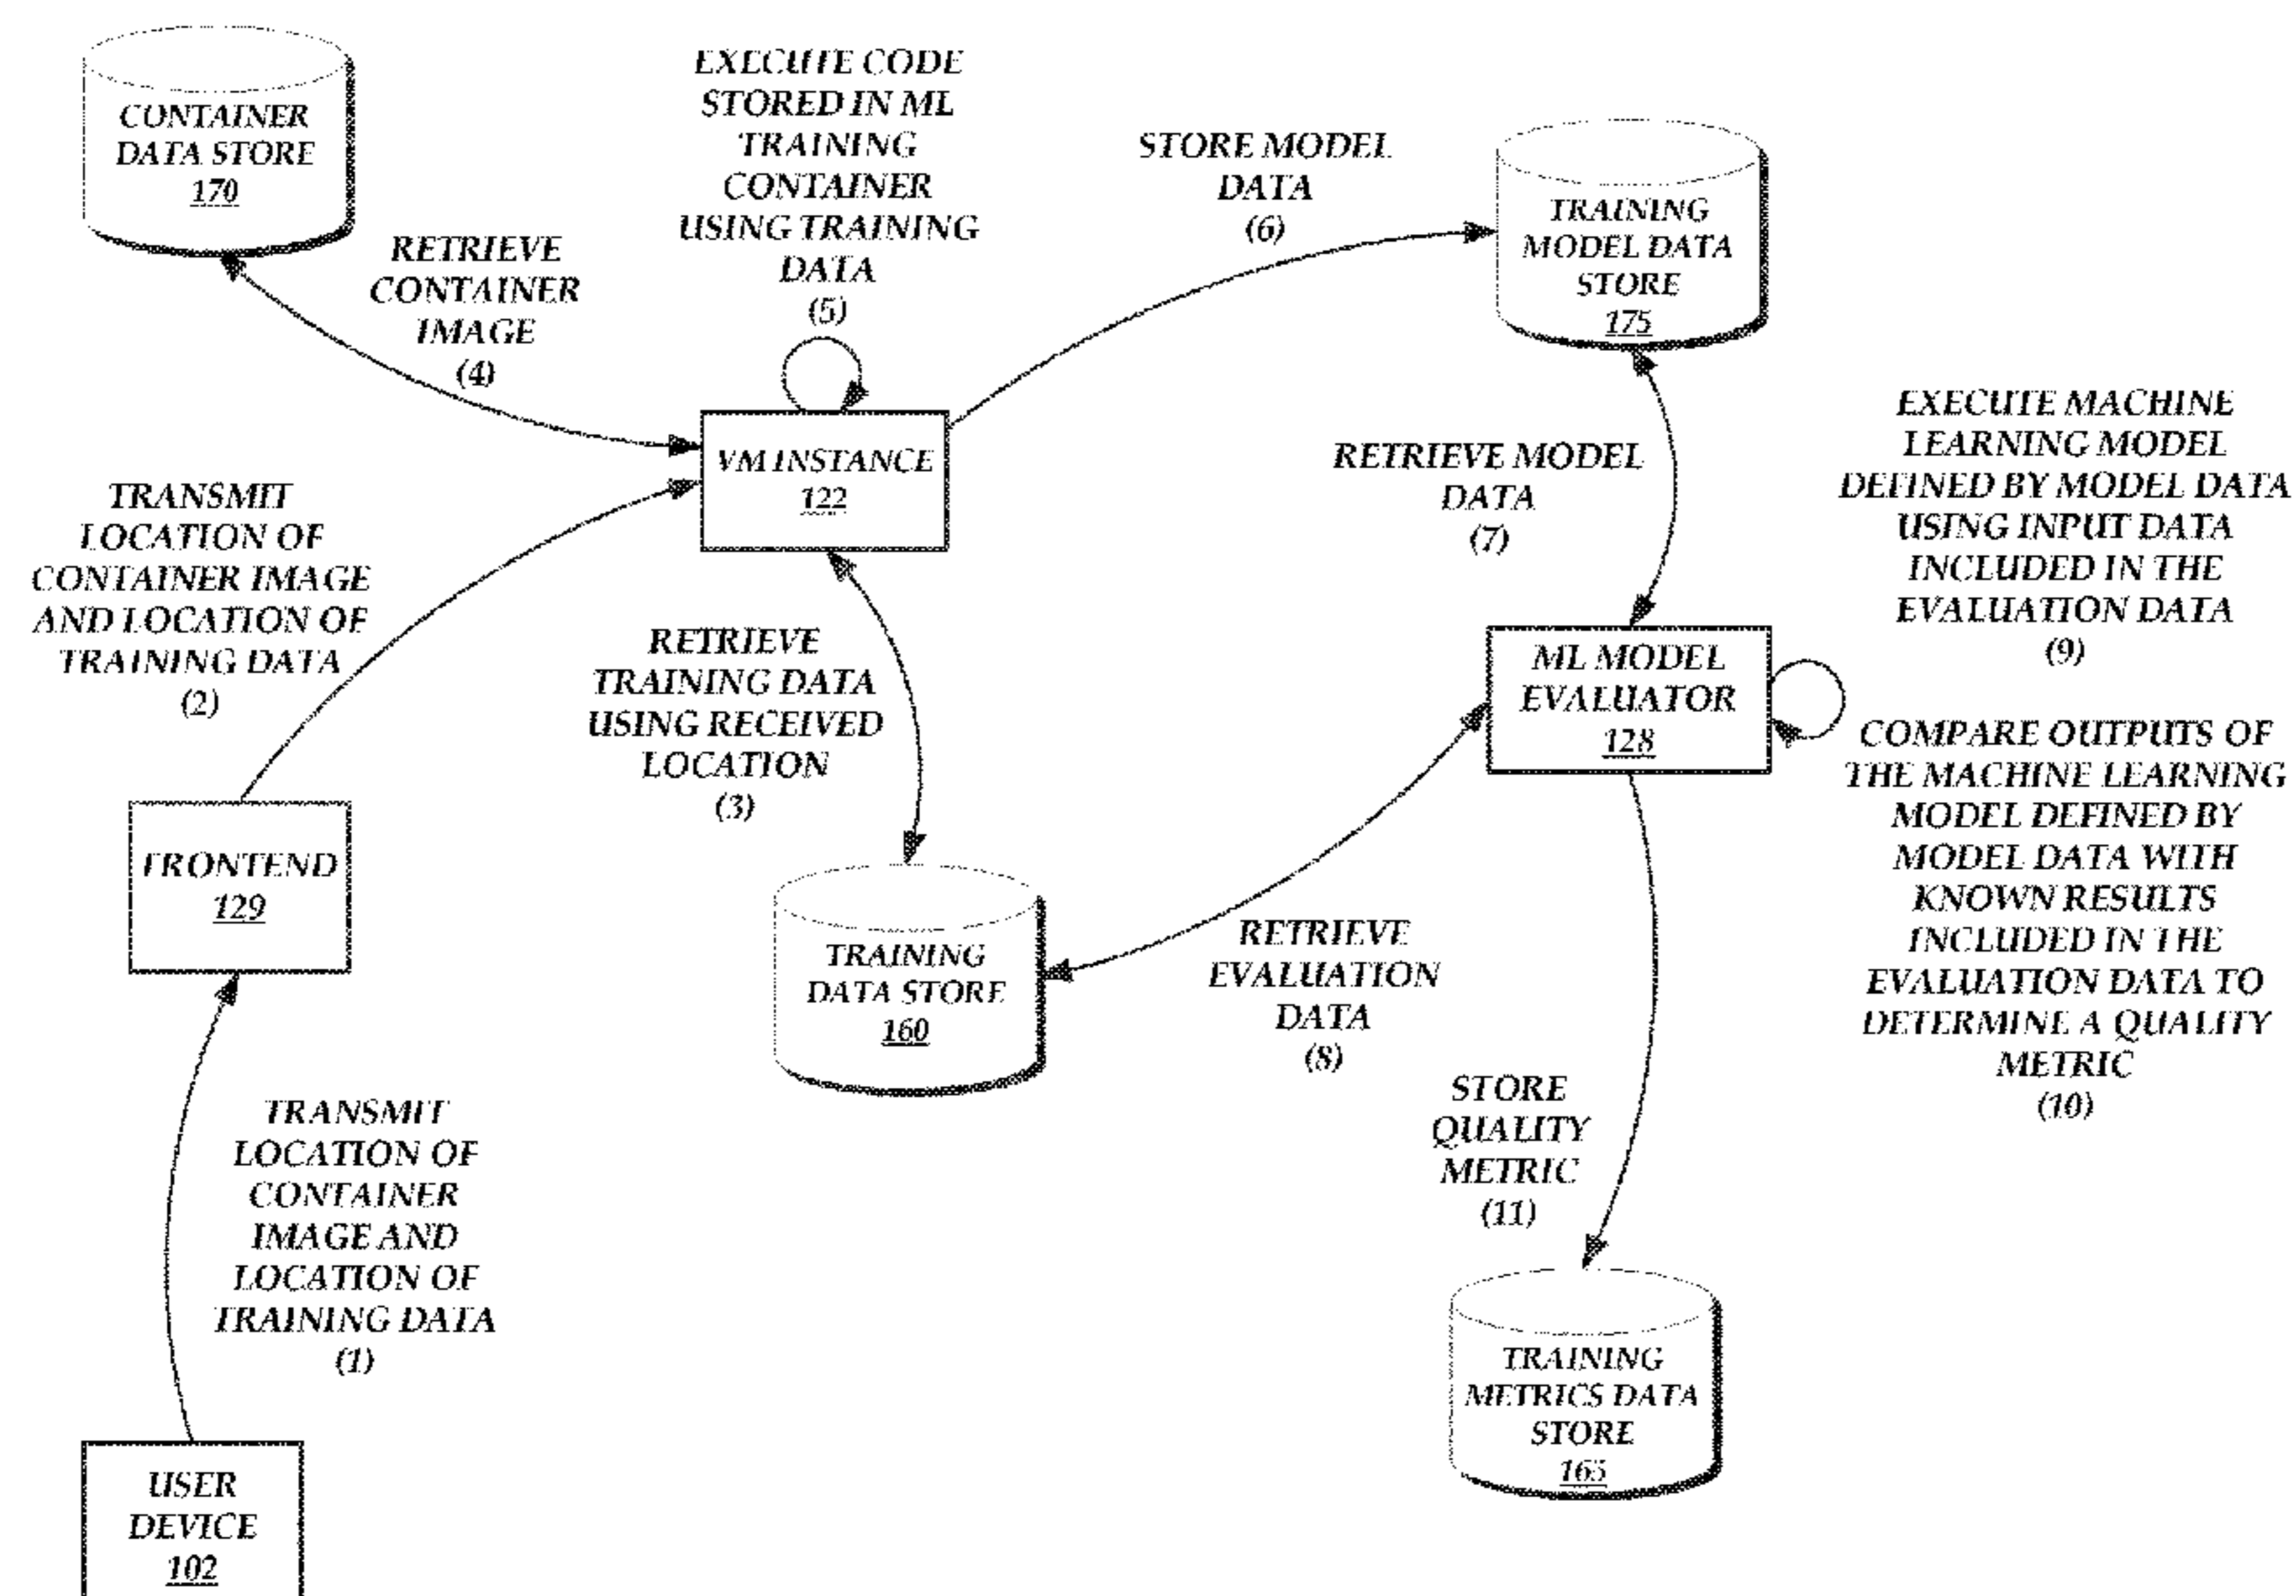 CONTAINER
DATA STORE
170
EXECUTE CODE
STORED IN ML
TRAINING
CONTAINER
USING TRAINING
DATA
(5)
STORE MODEL
DATA
(6)
TRAINING
MODEL DATA
STORE
175
RETRIEVE
CONTAINER
IMAGE
(4)
VM INSTANCE
122
RETRIEVE MODEL
DATA
(7)
EXECUTE MACHINE
LEARNING MODEL
DEFINED BY MODEL DATA
USING INPUT DATA
INCLUDED IN THE
EVALUATION DATA
(9)
TRANSMIT
LOCATION OF
CONTAINER IMAGE
AND LOCATION OF
TRAINING DATA
(2)
RETRIEVE
TRAINING DATA
USING RECEIVED
LOCATION
(3)
ML MODEL
EVALUATOR
128
COMPARE OUTPUTS OF
THE MACHINE LEARNING
MODEL DEFINED BY
MODEL DATA WITH
KNOWN RESULTS
INCLUDED IN THE
EVALUATION DATA TO
DETERMINE A QUALITY
METRIC
(10)
FRONTEND
129
TRAINING
DATA STORE
160
RETRIEVE
EVALUATION
DATA
(8)
STORE
QUALITY
METRIC
(11)
TRANSMIT
LOCATION OF
CONTAINER
IMAGE AND
LOCATION OF
TRAINING DATA
(1)
TRAINING
METRICS DATA
STORE
165
USER
DEVICE
102